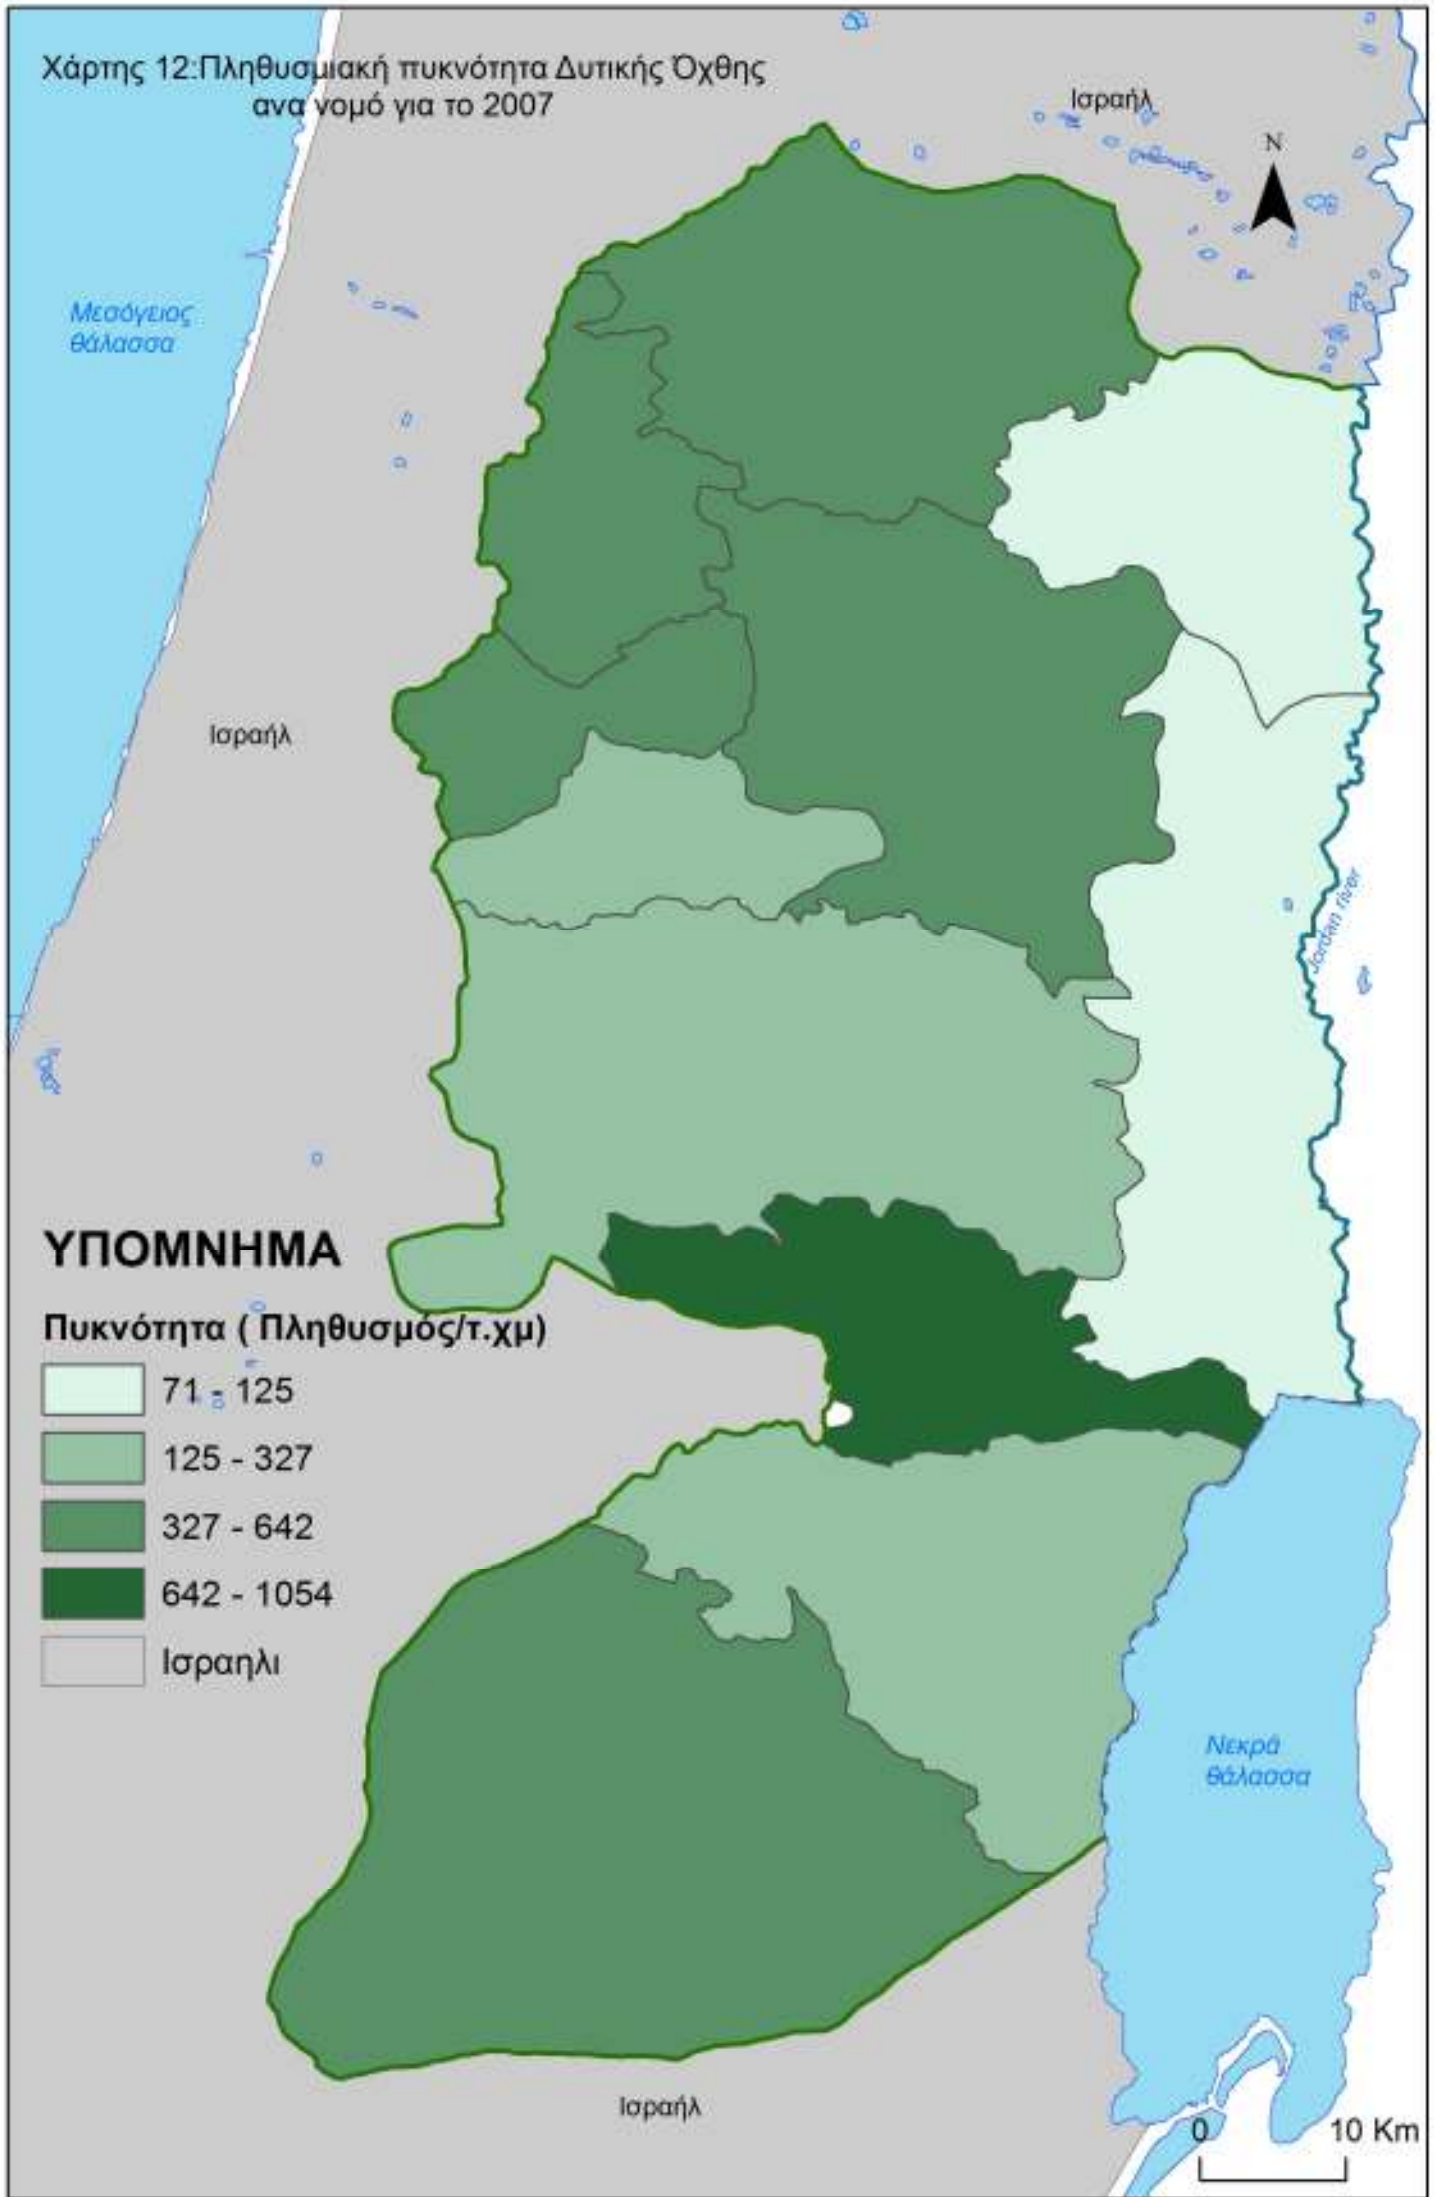 Χάρτης 12:Πληθυσμιακή πυκνότητα Δυτικής Όχθης
ανα νομό για το 2007
Ισραήλ
N
Μεσόγειος
θάλασσα
Ισραήλ
Jordan river
ΥΠΟΜΝΗΜΑ
Πυκνότητα ( Πληθυσμός/τ.χμ)
71 - 125
125 - 327
327 - 642
642 - 1054
Ισραηλι
Νεκρά
θάλασσα
Ισραήλ
0 10 Km